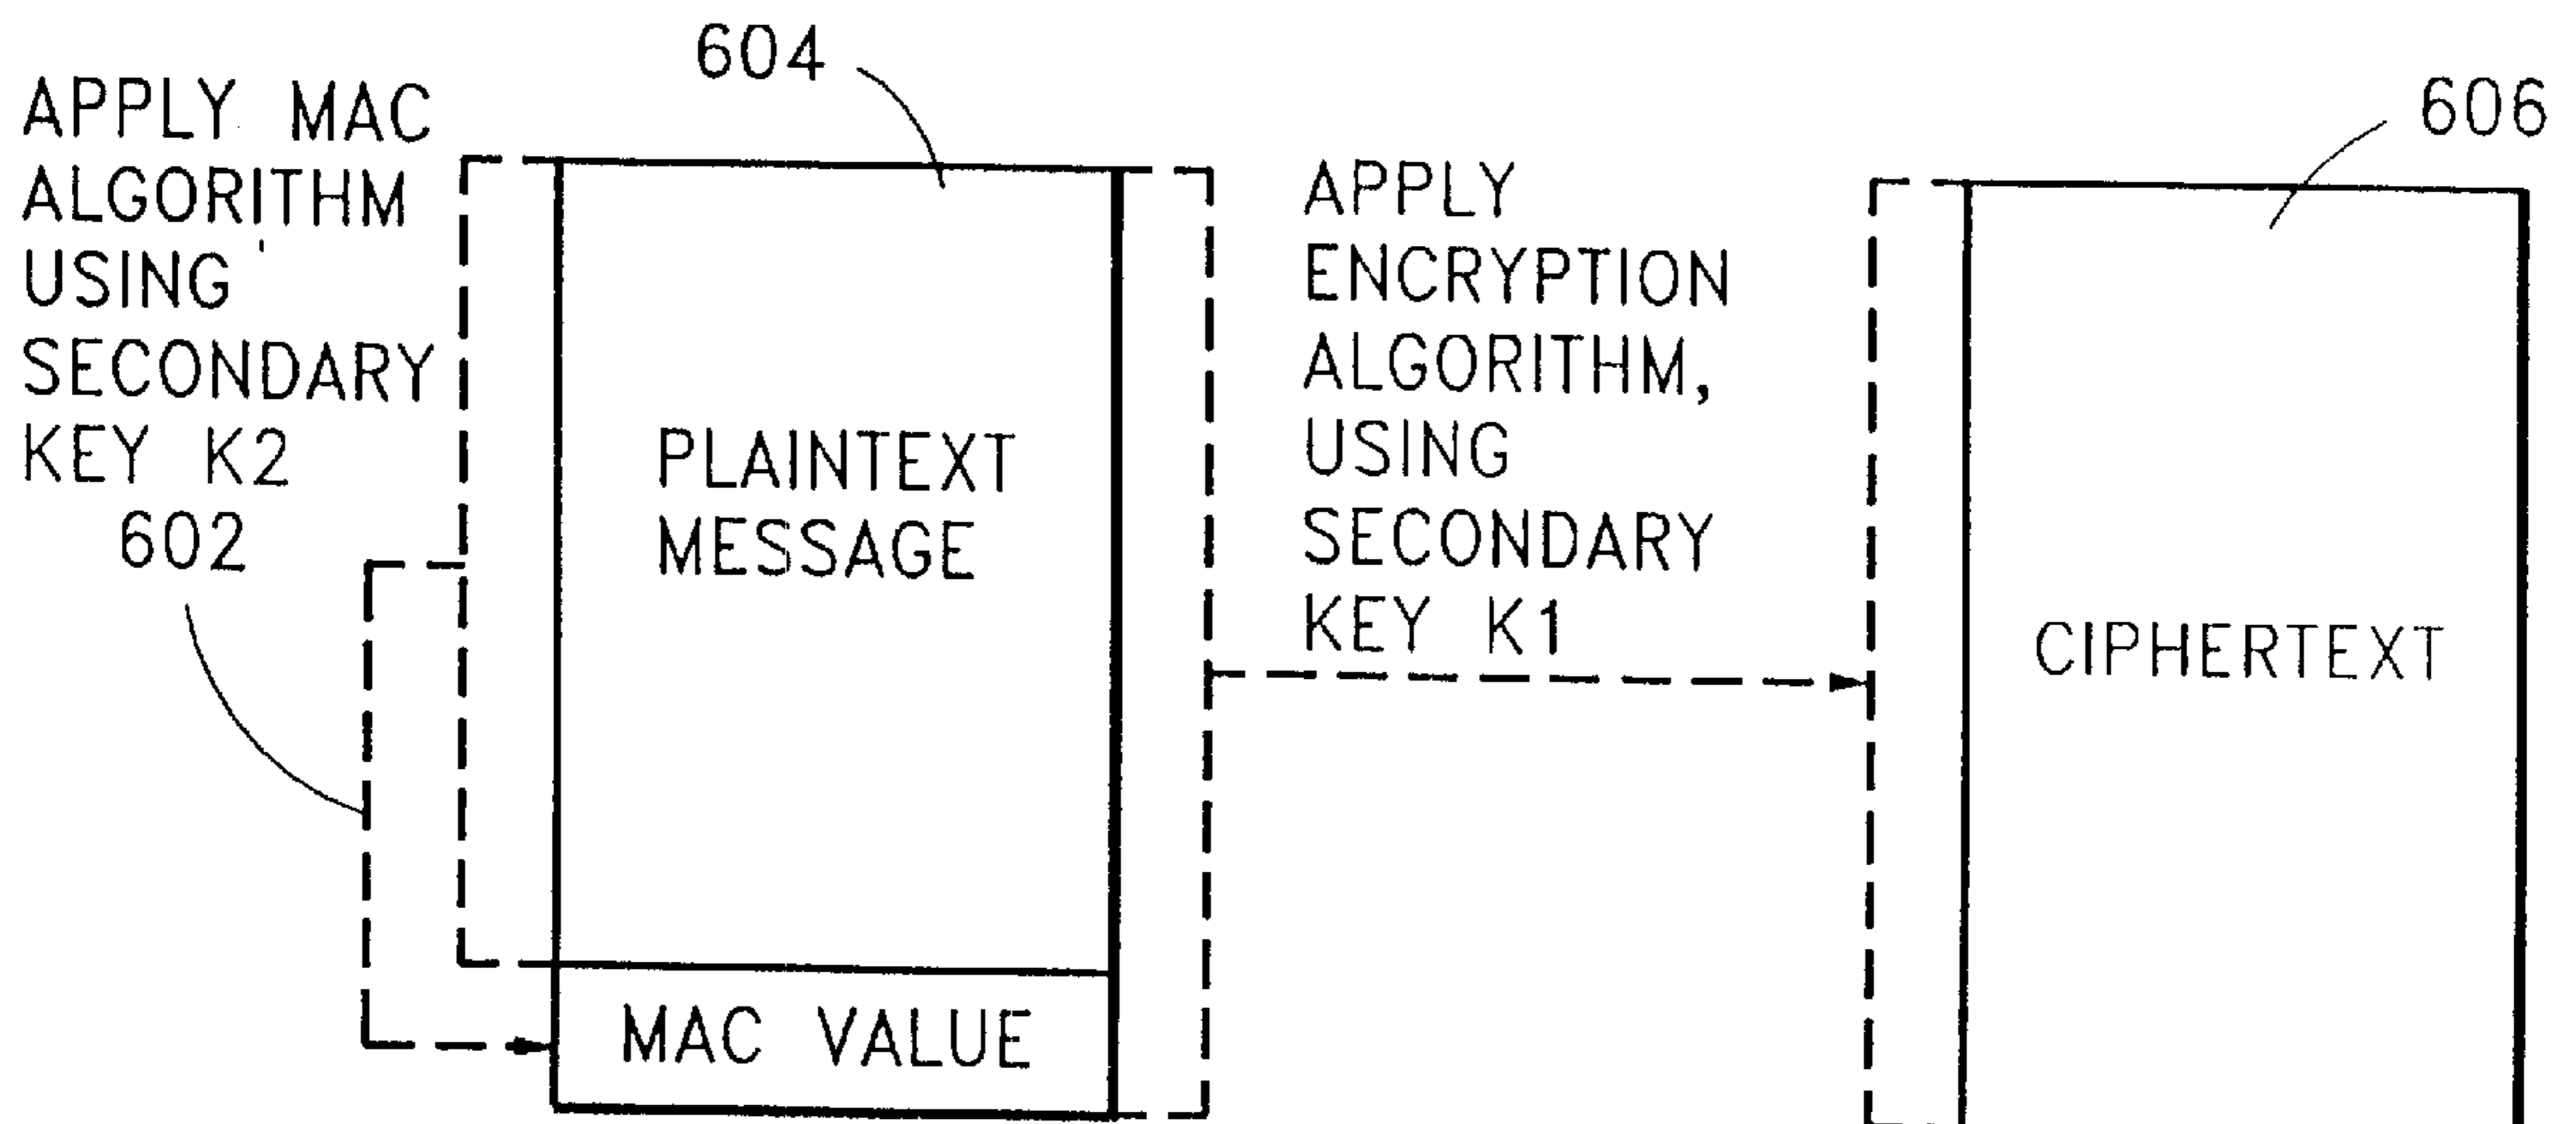 604
606
APPLY MAC
ALGORITHM
USING
SECONDARY
KEY K2
602
PLAINTEXT
MESSAGE
MAC VALUE
APPLY
ENCRYPTION
ALGORITHM,
USING
SECONDARY
KEY K1
CIPHERTEXT